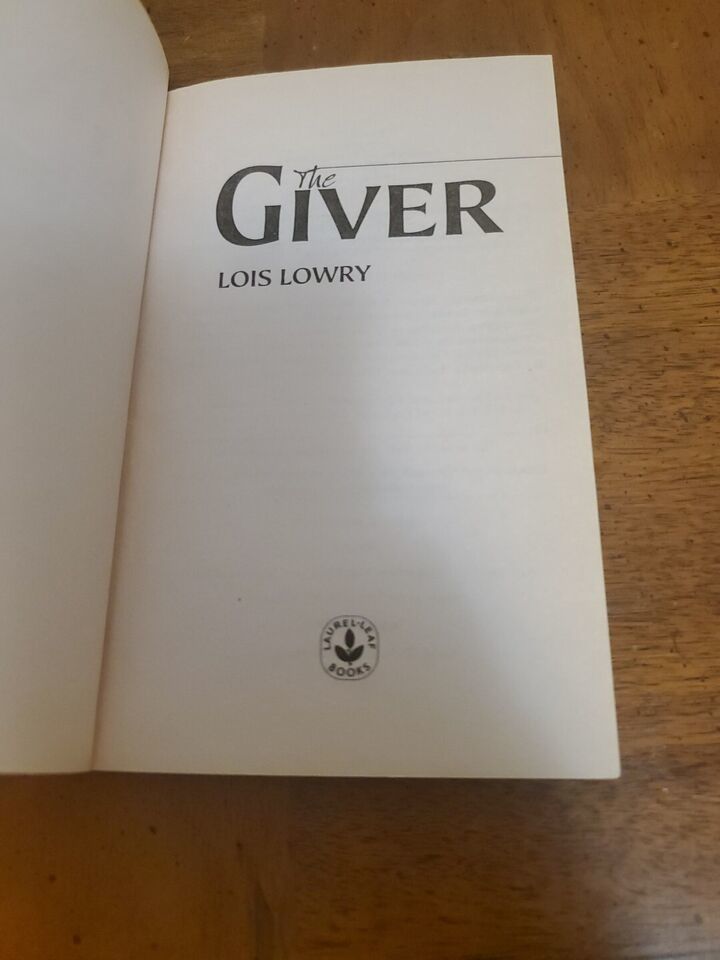 The
GIVER
LOIS LOWRY
LAUREL-LEAF
BOOKS